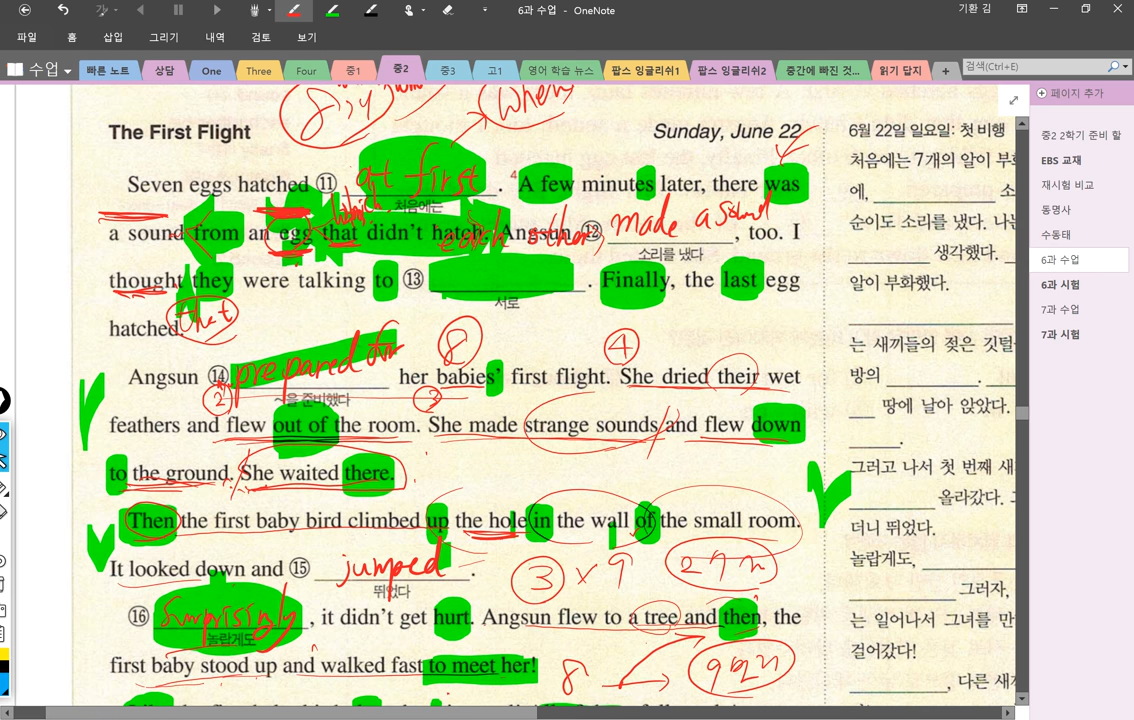 6과 수업 - OneNote
기환 김
파일 홈 삽입 그리기 내역 검토 보기
수업 빠른 노트 상담 One Three Four 중1 중2 중3 고1 영어 학습 뉴스 팝스 잉글리쉬1 팝스 잉글리쉬2 중간에 빠진 것... 읽기 답지 + 검색(Ctrl+E)
페이지 추가
중2 2학기 준비 할
EBS 교재
재시험 비교
동명사
수동태
6과 수업
6과 시험
7과 수업
7과 시험
The First Flight Sunday, June 22
Seven eggs hatched ⑪ at first . A few minutes later, there was
처음에는
a sound from an egg that didn't hatch. Angsun ⑫ made a sound , too. I
which
소리를 냈다
thought they were talking to ⑬ each other . Finally, the last egg
서로
that
hatched.
Angsun ⑭ prepared for her babies' first flight. She dried their wet
~을 준비했다
feathers and flew out of the room. She made strange sounds and flew down
to the ground. She waited there.
Then the first baby bird climbed up the hole in the wall of the small room.
It looked down and ⑮ jumped .
뛰었다
3 × 9
⑯ surprisingly , it didn't get hurt. Angsun flew to a tree and then, the
놀랍게도
first baby stood up and walked fast to meet her!
8
8
4
2
3
6월 22일 일요일: 첫 비행
처음에는 7개의 알이 부화
에, 소
순이도 소리를 냈다. 나는
생각했다.
알이 부화했다.
는 새끼들의 젖은 깃털
방의 .
땅에 날아 앉았다.
.
그러고 나서 첫 번째 새
올라갔다.
더니 뛰었다.
놀랍게도,
그러자,
는 일어나서 그녀를 만
걸어갔다!
, 다른 새